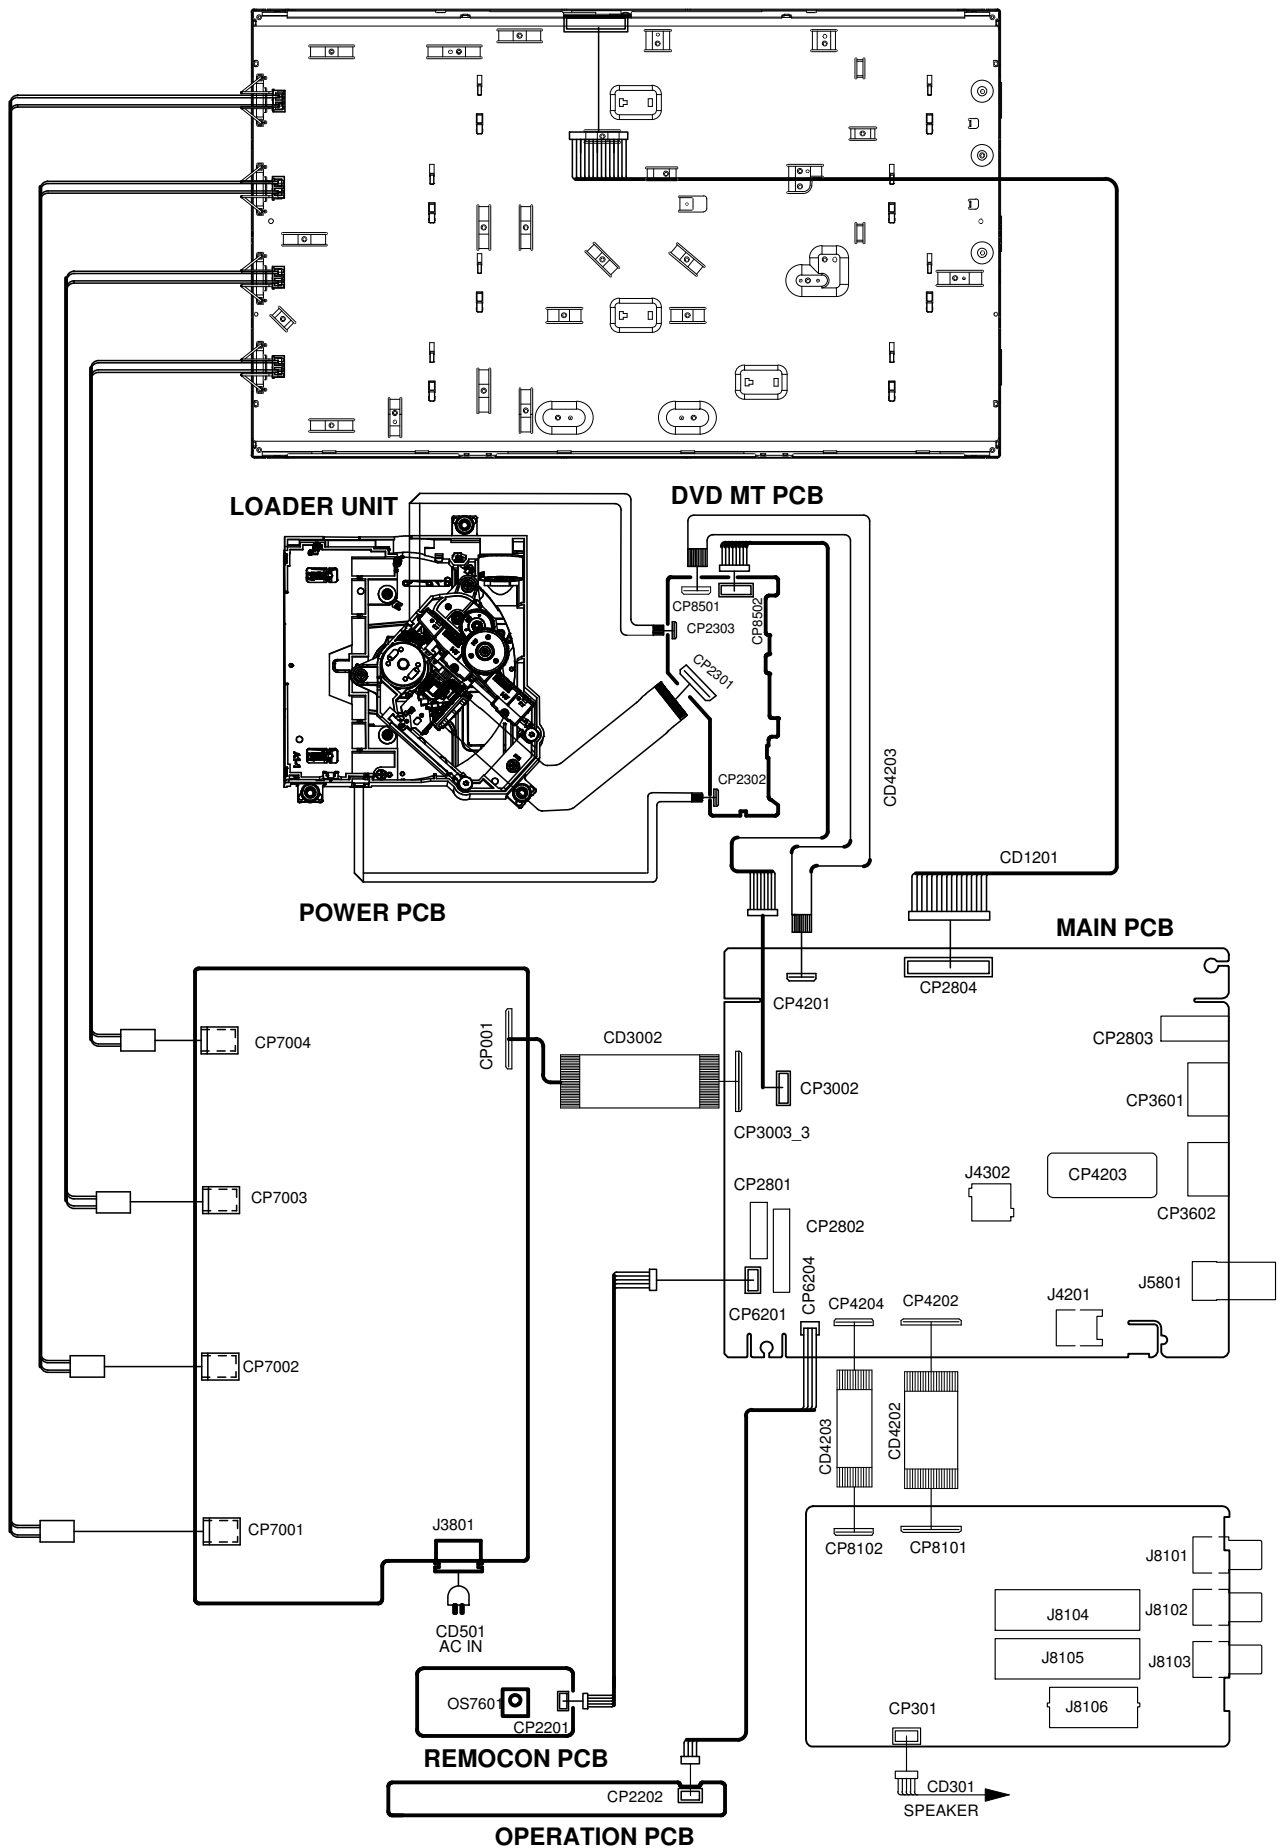 LOADER UNIT
DVD MT PCB
CP8501
CP8502
CP2303
CP2301
CP2302
CD4203
CD1201
POWER PCB
MAIN PCB
CP4201
CP2804
CP2803
CP7004
CP001
CD3002
CP3002
CP3601
CP3003_3
CP7003
CP2801
J4302
CP4203
CP2802
CP3602
CP6204
J5801
CP6201
CP4204
CP4202
J4201
CP7002
CD4203
CD4202
CP7001
J3801
CP8102
CP8101
J8101
CD501
AC IN
J8104
J8102
J8105
J8103
OS7601
CP2201
CP301
J8106
REMOCON PCB
CP2202
CD301
SPEAKER
OPERATION PCB